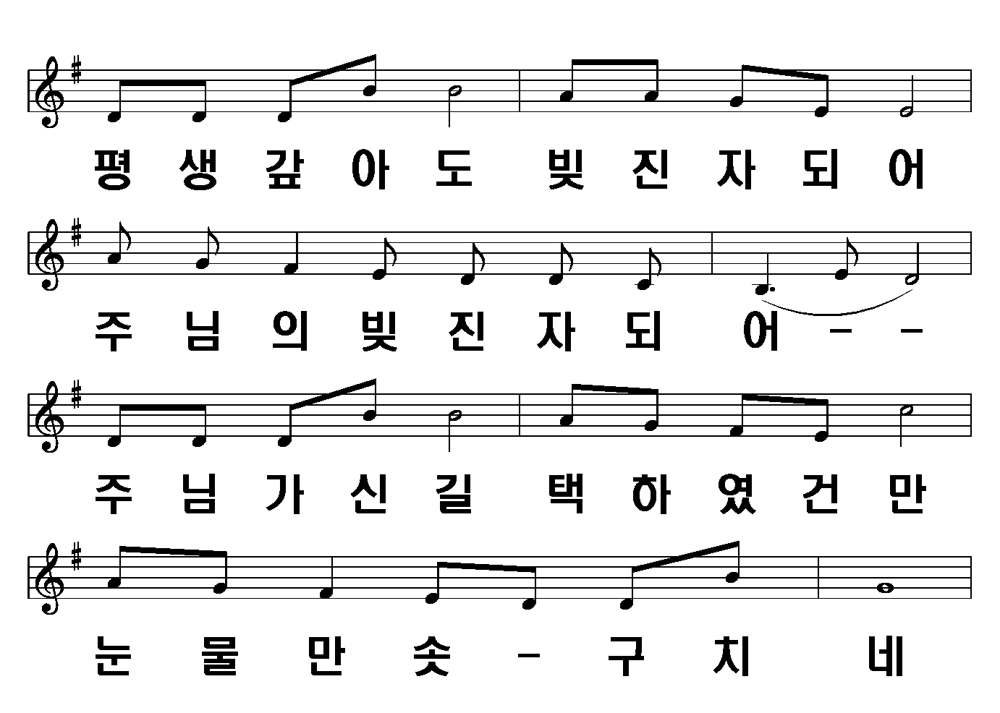 평 생 갚 아 도 빚 진 자 되 어
주 님 의 빚 진 자 되 어 - -
주 님 가 신 길 택 하 였 건 만
눈 물 만 솟 - 구 치 네